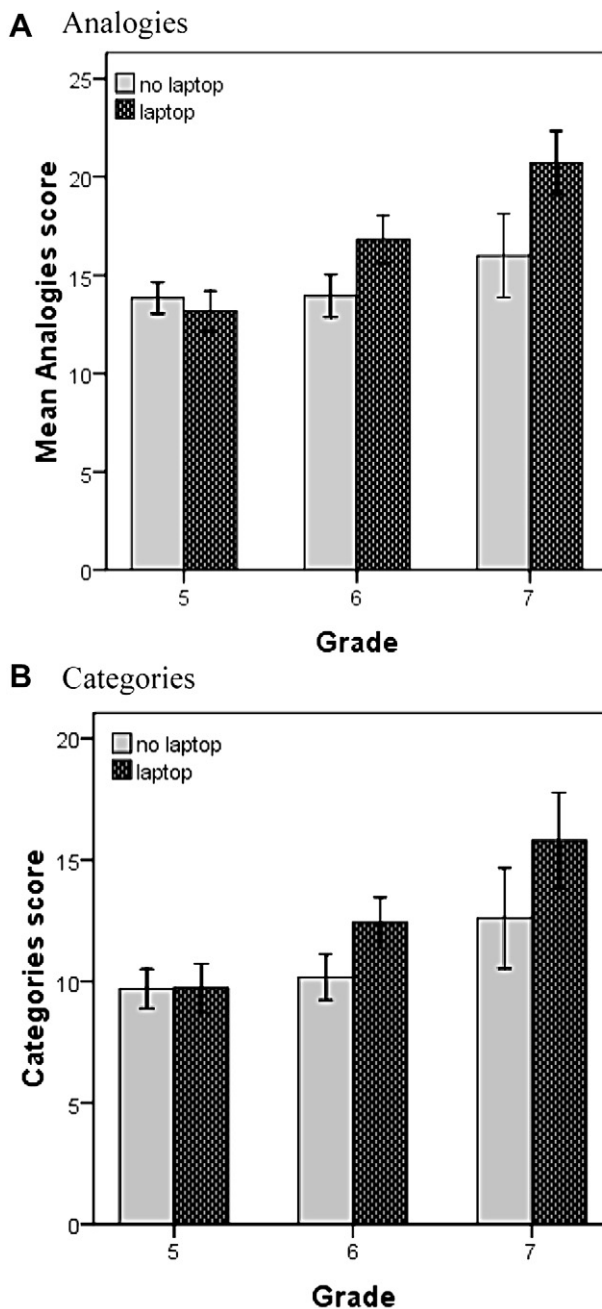 A Analogies
no laptop
laptop
25
20
15
10
5
0
Mean Analogies score
5 6 7
Grade
B Categories
no laptop
laptop
20
15
10
5
0
Categories score
5 6 7
Grade